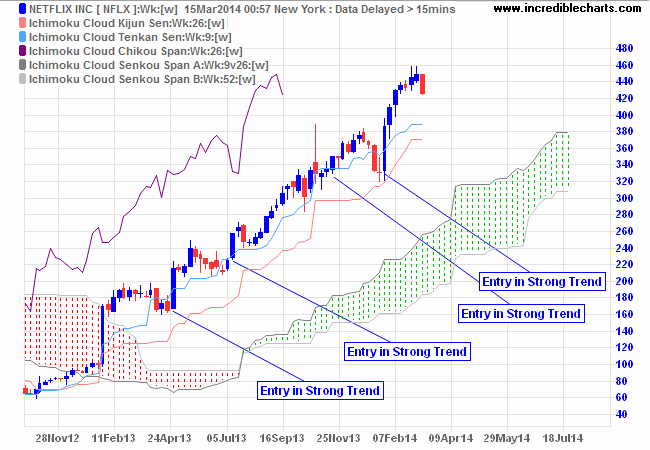 www.incrediblecharts.com
NETFLIX INC [ NFLX ]:Wk:[w] 15Mar2014 00:57 New York : Data Delayed > 15mins
Ichimoku Cloud Kijun Sen:Wk:26:[w]
Ichimoku Cloud Tenkan Sen:Wk:9:[w]
Ichimoku Cloud Chikou Span:Wk:26:[w]
Ichimoku Cloud Senkou Span A:Wk:9v26:[w]
Ichimoku Cloud Senkou Span B:Wk:52:[w]
480
460
440
420
400
380
360
340
320
300
280
260
240
220
200
180
160
140
120
100
80
60
40
Entry in Strong Trend
Entry in Strong Trend
Entry in Strong Trend
Entry in Strong Trend
28Nov12 11Feb13 24Apr13 05Jul13 16Sep13 25Nov13 07Feb14 09Apr14 29May14 18Jul14